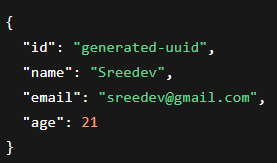 {
  "id": "generated-uuid",
  "name": "Sreedev",
  "email": "sreedev@gmail.com",
  "age": 21
}